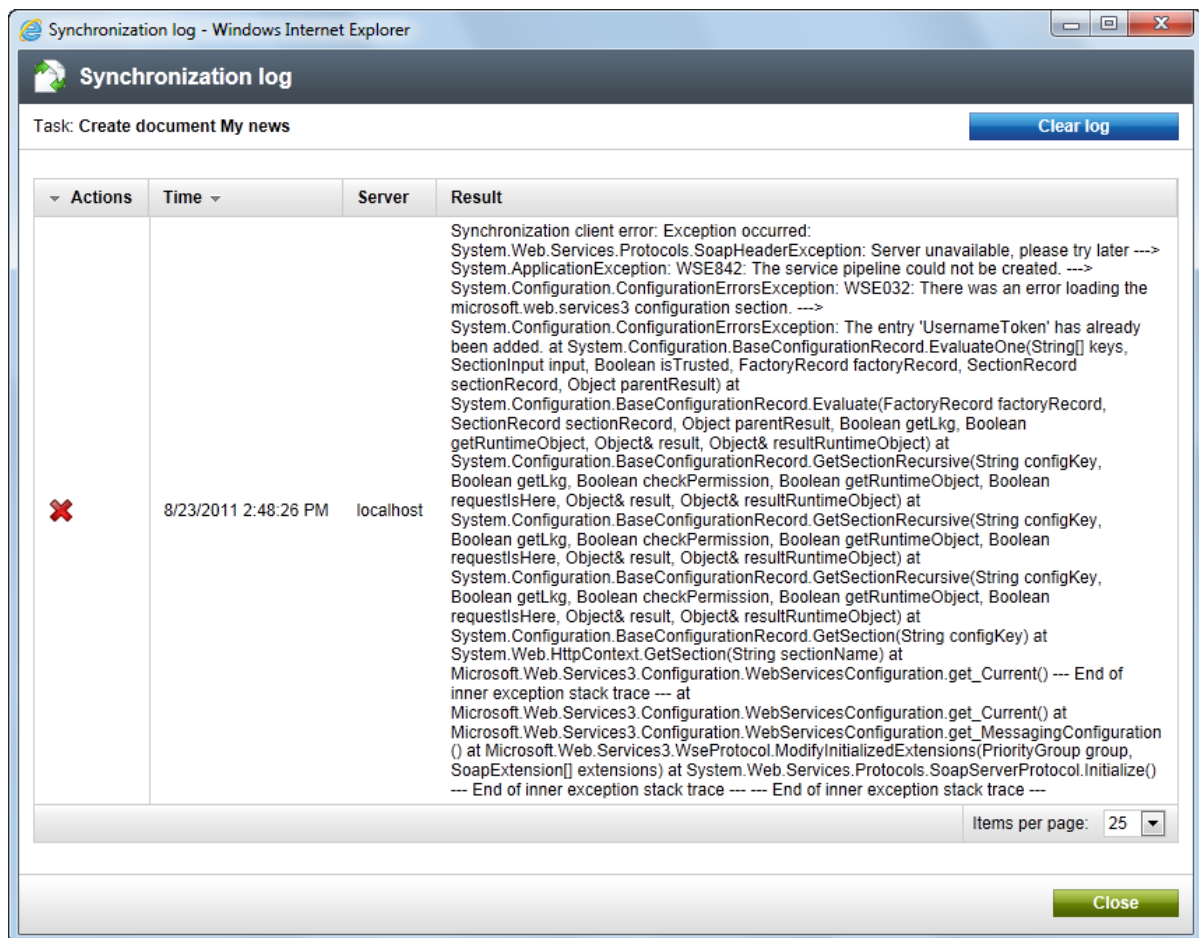 Synchronization log - Windows Internet Explorer
Synchronization log
Task: Create document My news
Clear log
Actions Time Server Result
Synchronization client error: Exception occurred:
System.Web.Services.Protocols.SoapHeaderException: Server unavailable, please try later --->
System.ApplicationException: WSE842: The service pipeline could not be created. --->
System.Configuration.ConfigurationErrorsException: WSE032: There was an error loading the
microsoft.web.services3 configuration section. --->
System.Configuration.ConfigurationErrorsException: The entry 'UsernameToken' has already
been added. at System.Configuration.BaseConfigurationRecord.EvaluateOne(String[] keys,
SectionInput input, Boolean isTrusted, FactoryRecord factoryRecord, SectionRecord
sectionRecord, Object parentResult) at
System.Configuration.BaseConfigurationRecord.Evaluate(FactoryRecord factoryRecord,
SectionRecord sectionRecord, Object parentResult, Boolean getLkg, Boolean
getRuntimeObject, Object& result, Object& resultRuntimeObject) at
System.Configuration.BaseConfigurationRecord.GetSectionRecursive(String configKey,
Boolean getLkg, Boolean checkPermission, Boolean getRuntimeObject, Boolean
requestIsHere, Object& result, Object& resultRuntimeObject) at
8/23/2011 2:48:26 PM localhost
System.Configuration.BaseConfigurationRecord.GetSectionRecursive(String configKey,
Boolean getLkg, Boolean checkPermission, Boolean getRuntimeObject, Boolean
requestIsHere, Object& result, Object& resultRuntimeObject) at
System.Configuration.BaseConfigurationRecord.GetSectionRecursive(String configKey,
Boolean getLkg, Boolean checkPermission, Boolean getRuntimeObject, Boolean
requestIsHere, Object& result, Object& resultRuntimeObject) at
System.Configuration.BaseConfigurationRecord.GetSection(String configKey) at
System.Web.HttpContext.GetSection(String sectionName) at
Microsoft.Web.Services3.Configuration.WebServicesConfiguration.get_Current() --- End of
inner exception stack trace --- at
Microsoft.Web.Services3.Configuration.WebServicesConfiguration.get_Current() at
Microsoft.Web.Services3.Configuration.WebServicesConfiguration.get_MessagingConfiguration
() at Microsoft.Web.Services3.WseProtocol.ModifyInitializedExtensions(PriorityGroup group,
SoapExtension[] extensions) at System.Web.Services.Protocols.SoapServerProtocol.Initialize()
--- End of inner exception stack trace --- --- End of inner exception stack trace ---
Items per page: 25
Close